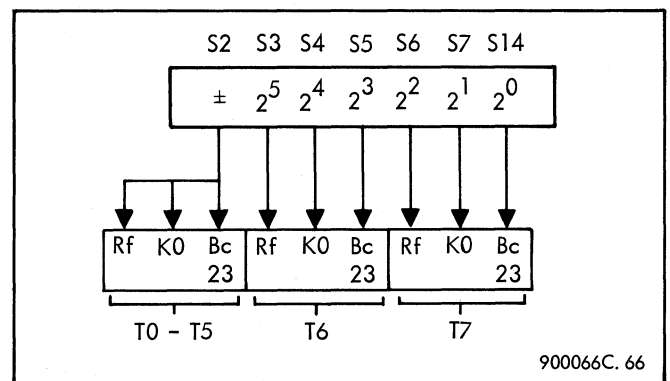 S2 S3 S4 S5 S6 S7 S14
± 2^5 2^4 2^3 2^2 2^1 2^0
Rf K0 Bc Rf K0 Bc Rf K0 Bc
23 23 23
T0 - T5 T6 T7
900066C. 66